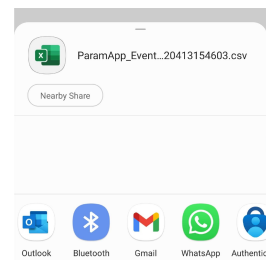 ParamApp_Event...20413154603.csv
Nearby Share
Outlook
Bluetooth
Gmail
WhatsApp
Authentic